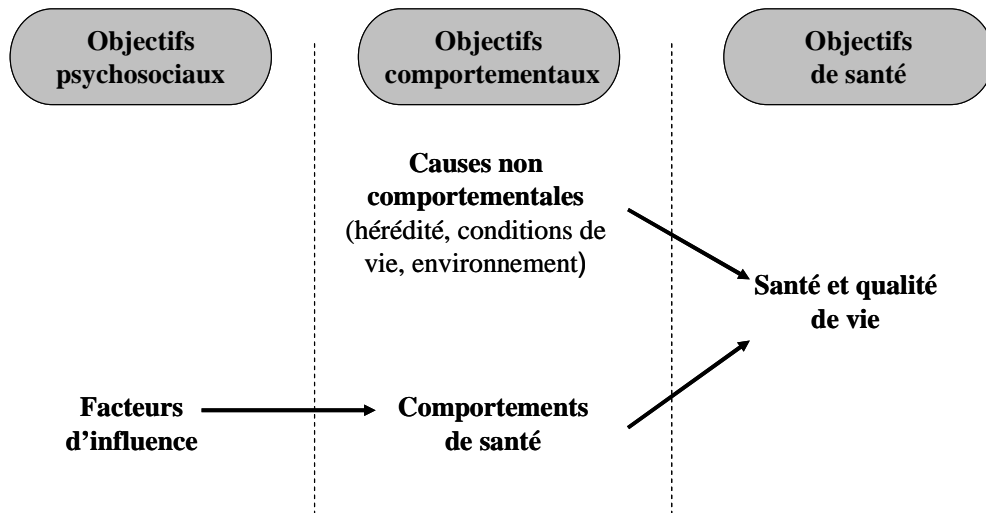 Objectifs
psychosociaux
Objectifs
comportementaux
Objectifs
de santé
Causes non
comportementales
(hérédité, conditions de
vie, environnement)
Santé et qualité
de vie
Facteurs
d’influence
Comportements
de santé